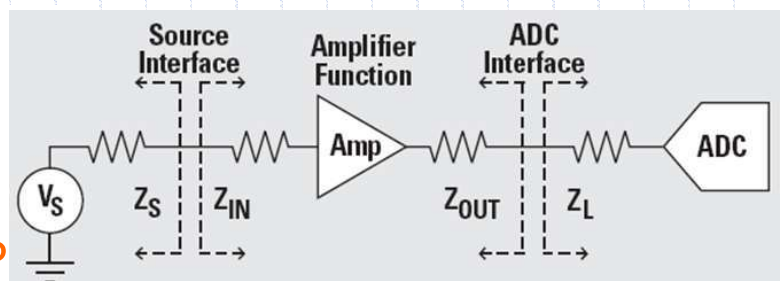 Source
Interface
Amplifier
Function
ADC
Interface
Amp
ADC
VS
ZS
ZIN
ZOUT
ZL